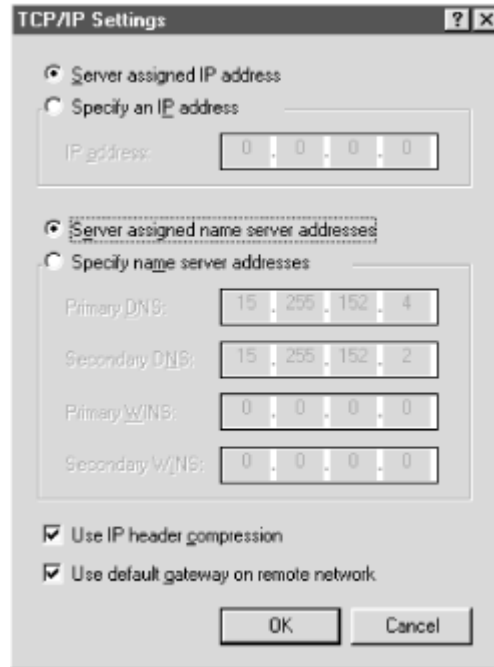 TCP/IP Settings
Server assigned IP address
Specify an IP address
IP address: 0 . 0 . 0 . 0
Server assigned name server addresses
Specify name server addresses
Primary DNS: 15 . 255 . 152 . 4
Secondary DNS: 15 . 255 . 152 . 2
Primary WINS: 0 . 0 . 0 . 0
Secondary WINS: 0 . 0 . 0 . 0
Use IP header compression
Use default gateway on remote network
OK Cancel